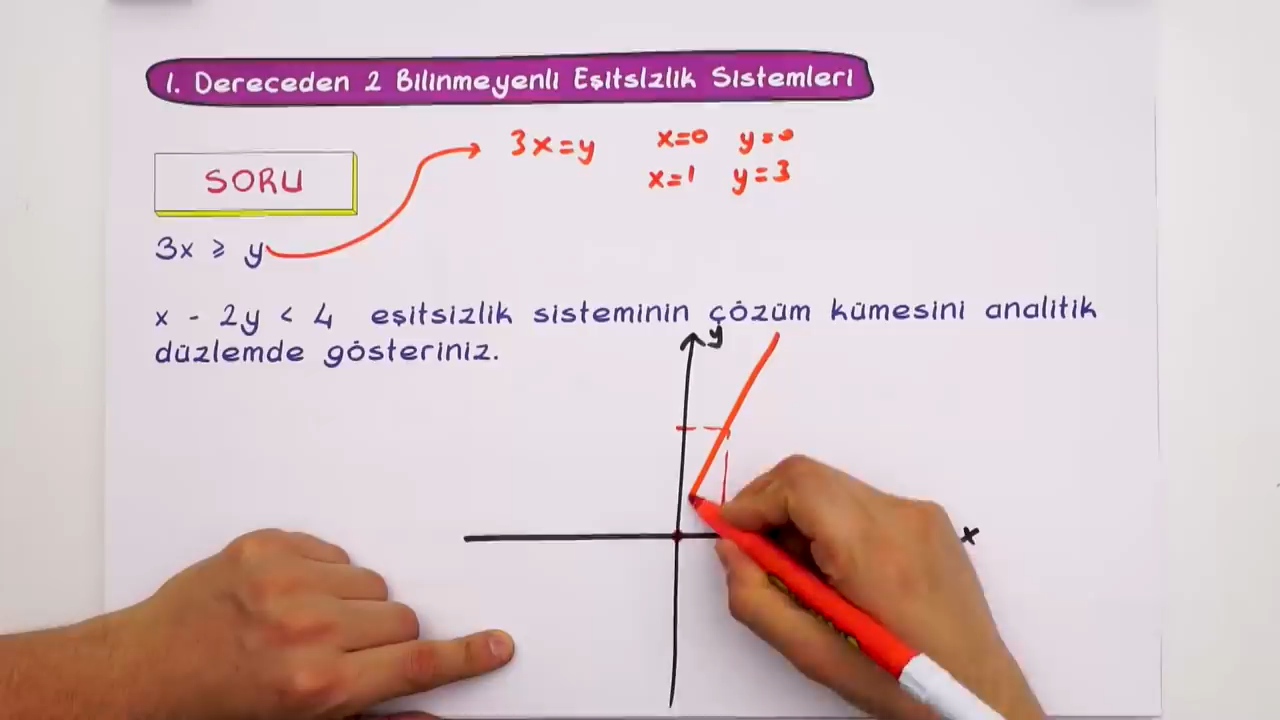 1. Dereceden 2 Bilinmeyenli Eşitsizlik Sistemleri
3x=y x=0 y=0
x=1 y=3
SORU
3x ⩾ y
x - 2y < 4 eşitsizlik sisteminin çözüm kümesini analitik
düzlemde gösteriniz.
y
x